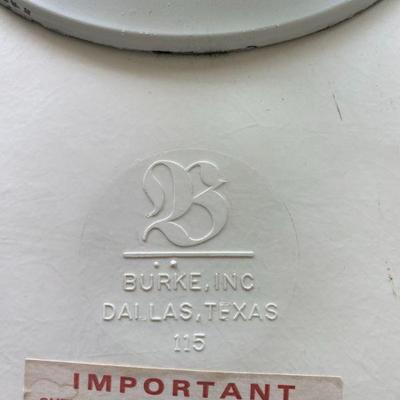 B
BURKE, INC
DALLAS, TEXAS
115
IMPORTANT